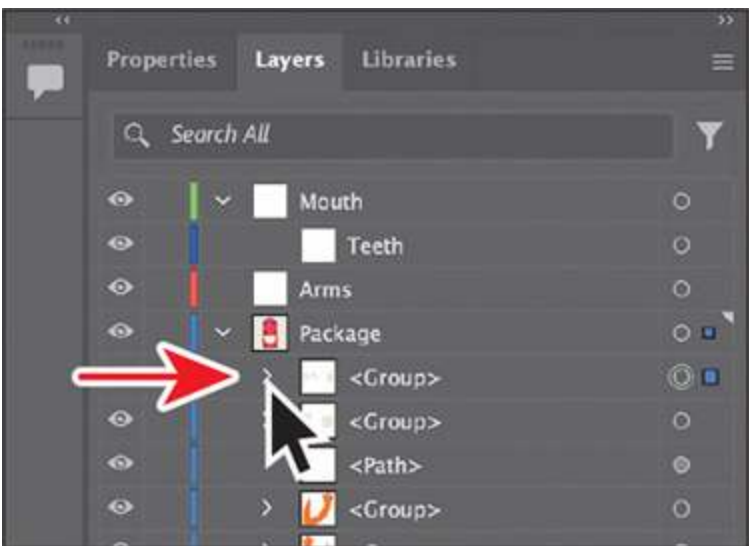 Properties Layers Libraries
Search All
Mouth
Teeth
Arms
Package
<Group>
<Group>
<Path>
<Group>